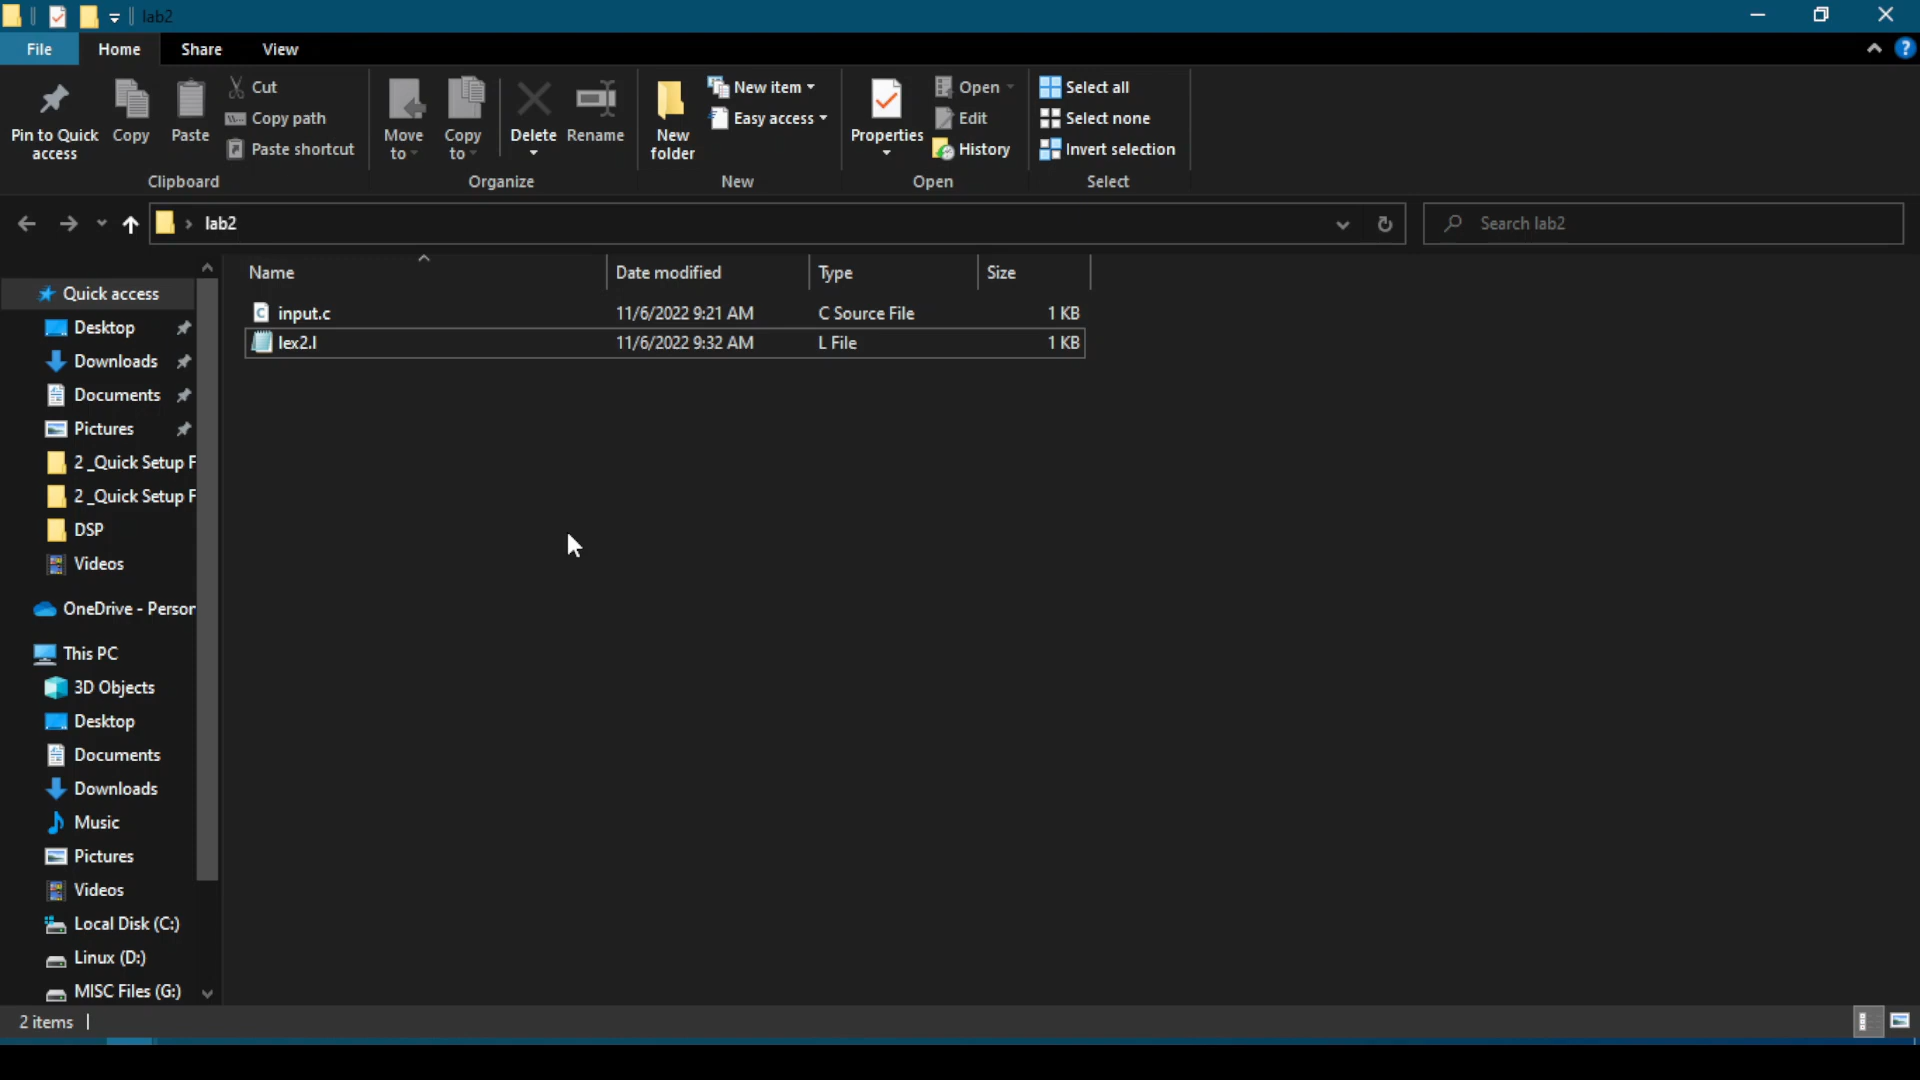 lab2
File
Home
Share
View
Pin to Quick
access
Copy
Paste
Cut
Copy path
Paste shortcut
Clipboard
Move
to
Copy
to
Delete
Rename
Organize
New
folder
New item
Easy access
New
Properties
Open
Edit
History
Open
Select all
Select none
Invert selection
Select
lab2
Search lab2
Name
Date modified
Type
Size
input.c
11/6/2022 9:21 AM
C Source File
1 KB
lex2.l
11/6/2022 9:32 AM
L File
1 KB
Quick access
Desktop
Downloads
Documents
Pictures
2 _Quick Setup F
2 _Quick Setup F
DSP
Videos
OneDrive - Person
This PC
3D Objects
Desktop
Documents
Downloads
Music
Pictures
Videos
Local Disk (C:)
Linux (D:)
MISC Files (G:)
2 items